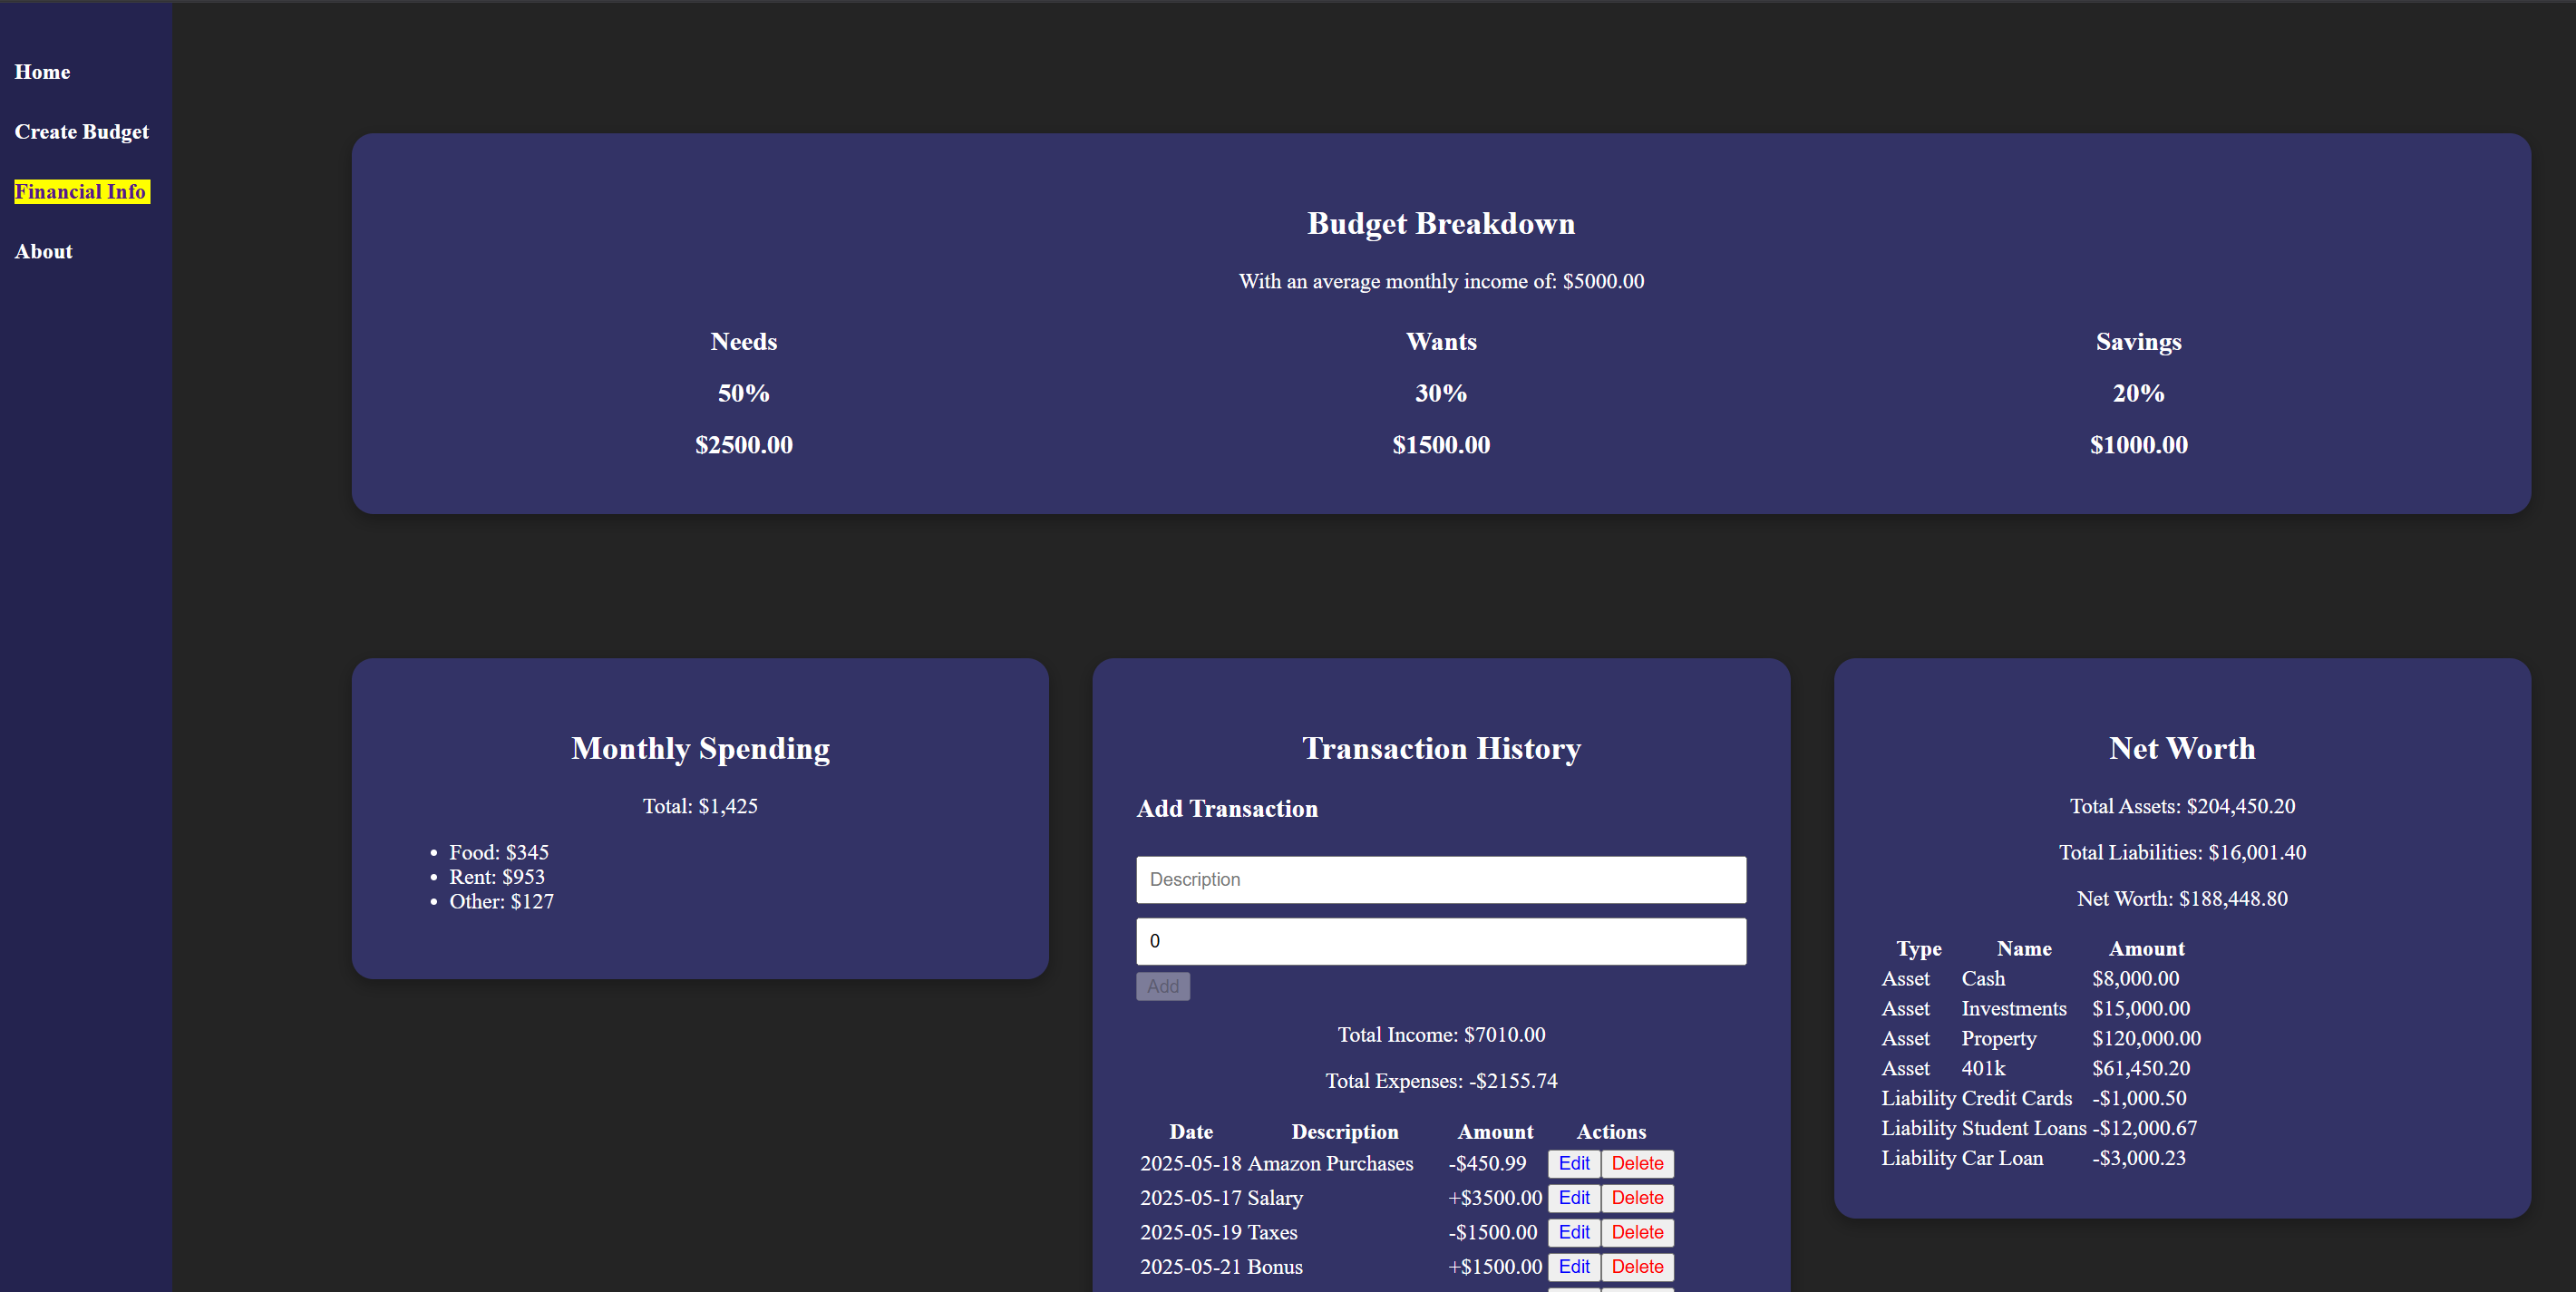 Home
Create Budget
Financial Info
About
Budget Breakdown
With an average monthly income of: $5000.00
Needs
Wants
Savings
50%
30%
20%
$2500.00
$1500.00
$1000.00
Monthly Spending
Total: $1,425
Food: $345
Rent: $953
Other: $127
Transaction History
Add Transaction
Description
0
Add
Total Income: $7010.00
Total Expenses: -$2155.74
Date Description Amount Actions
2025-05-18 Amazon Purchases -$450.99 Edit Delete
2025-05-17 Salary +$3500.00 Edit Delete
2025-05-19 Taxes -$1500.00 Edit Delete
2025-05-21 Bonus +$1500.00 Edit Delete
Net Worth
Total Assets: $204,450.20
Total Liabilities: $16,001.40
Net Worth: $188,448.80
Type Name Amount
Asset Cash $8,000.00
Asset Investments $15,000.00
Asset Property $120,000.00
Asset 401k $61,450.20
Liability Credit Cards -$1,000.50
Liability Student Loans -$12,000.67
Liability Car Loan -$3,000.23